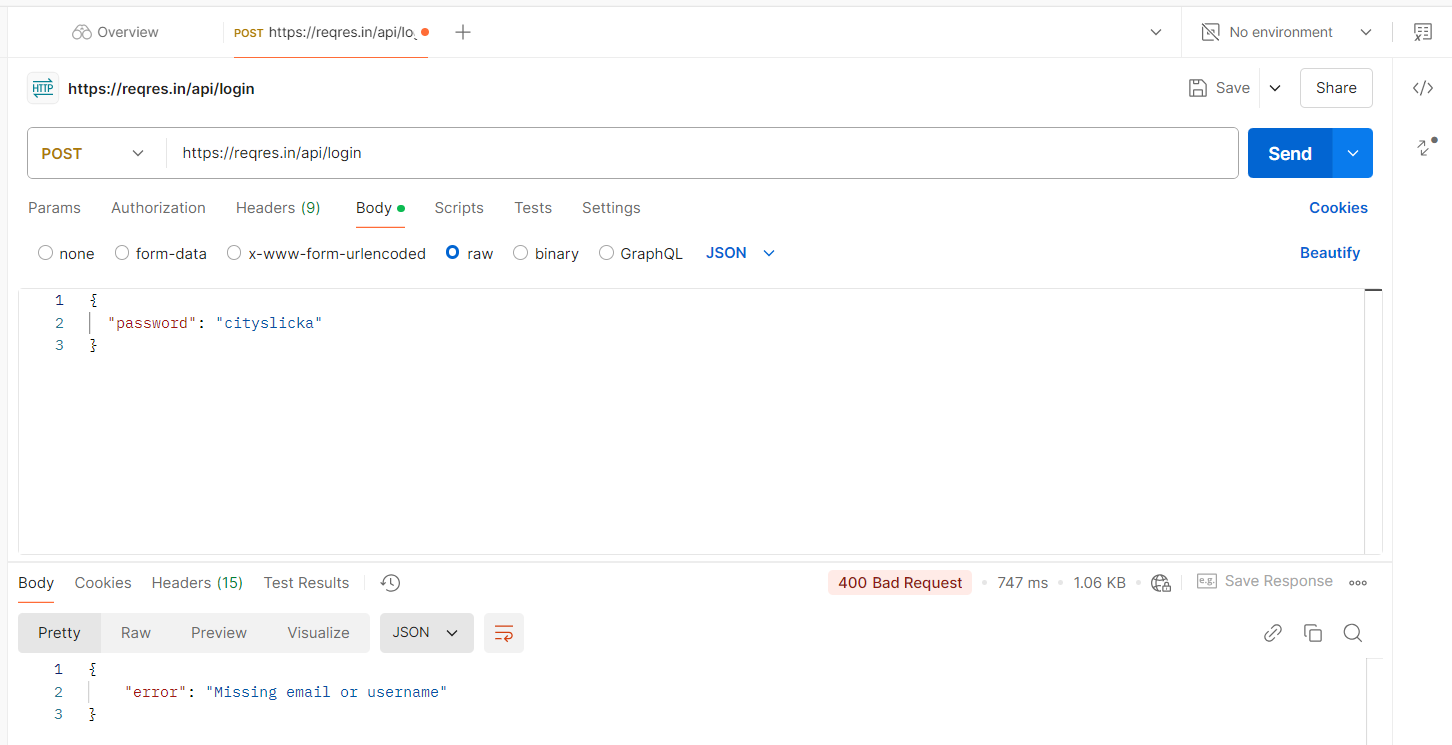 Overview POST https://reqres.in/api/lo No environment
HTTP https://reqres.in/api/login Save Share </>
POST https://reqres.in/api/login Send
Params Authorization Headers (9) Body Scripts Tests Settings Cookies
none form-data x-www-form-urlencoded raw binary GraphQL JSON Beautify
1 {
2 "password": "cityslicka"
3 }
Body Cookies Headers (15) Test Results 400 Bad Request 747 ms 1.06 KB e.g. Save Response
Pretty Raw Preview Visualize JSON
1 {
2 "error": "Missing email or username"
3 }